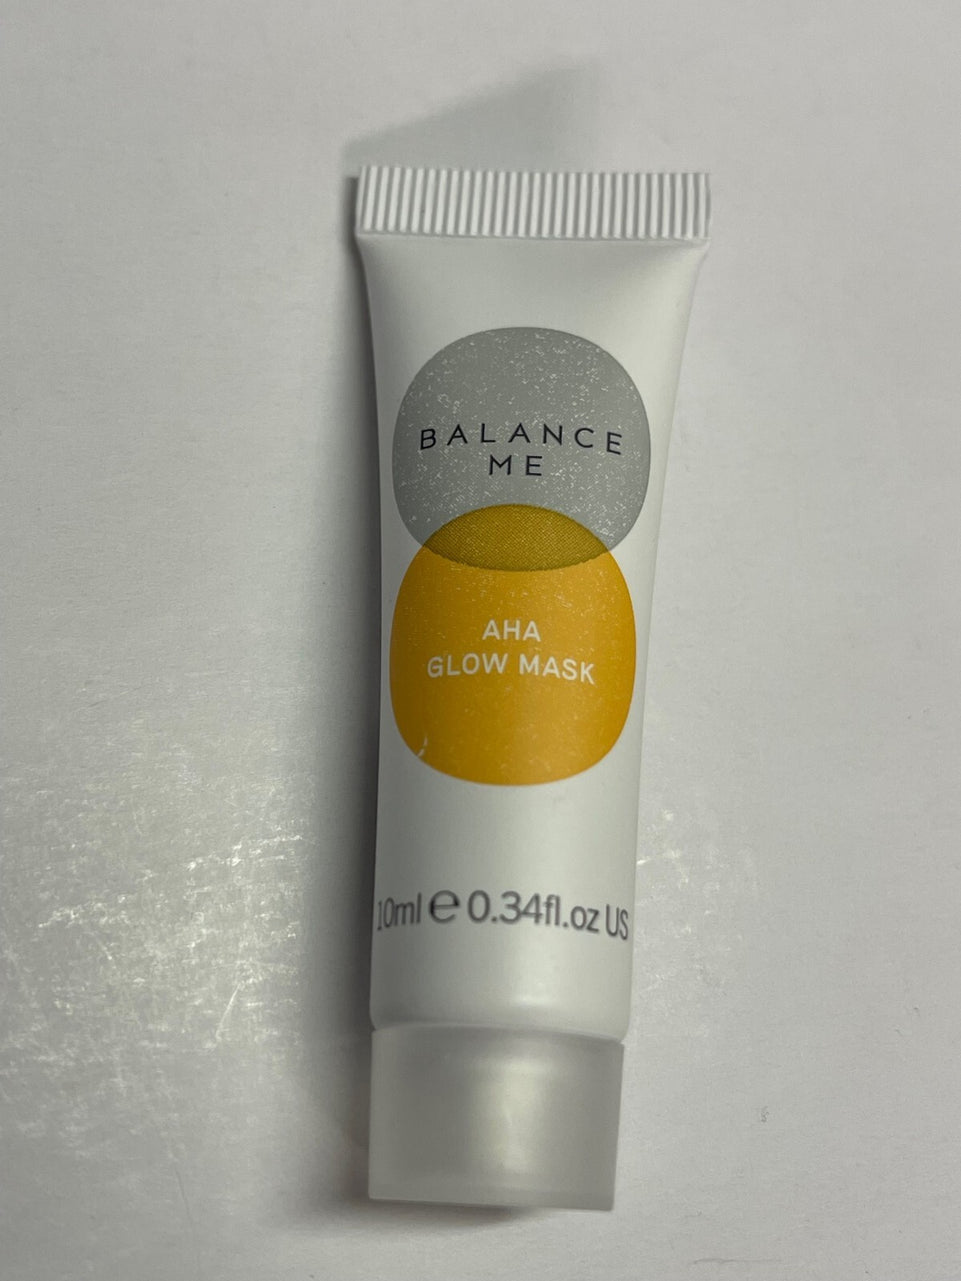 BALANCE
ME
AHA
GLOW MASK
10ml e 0.34fl.oz US